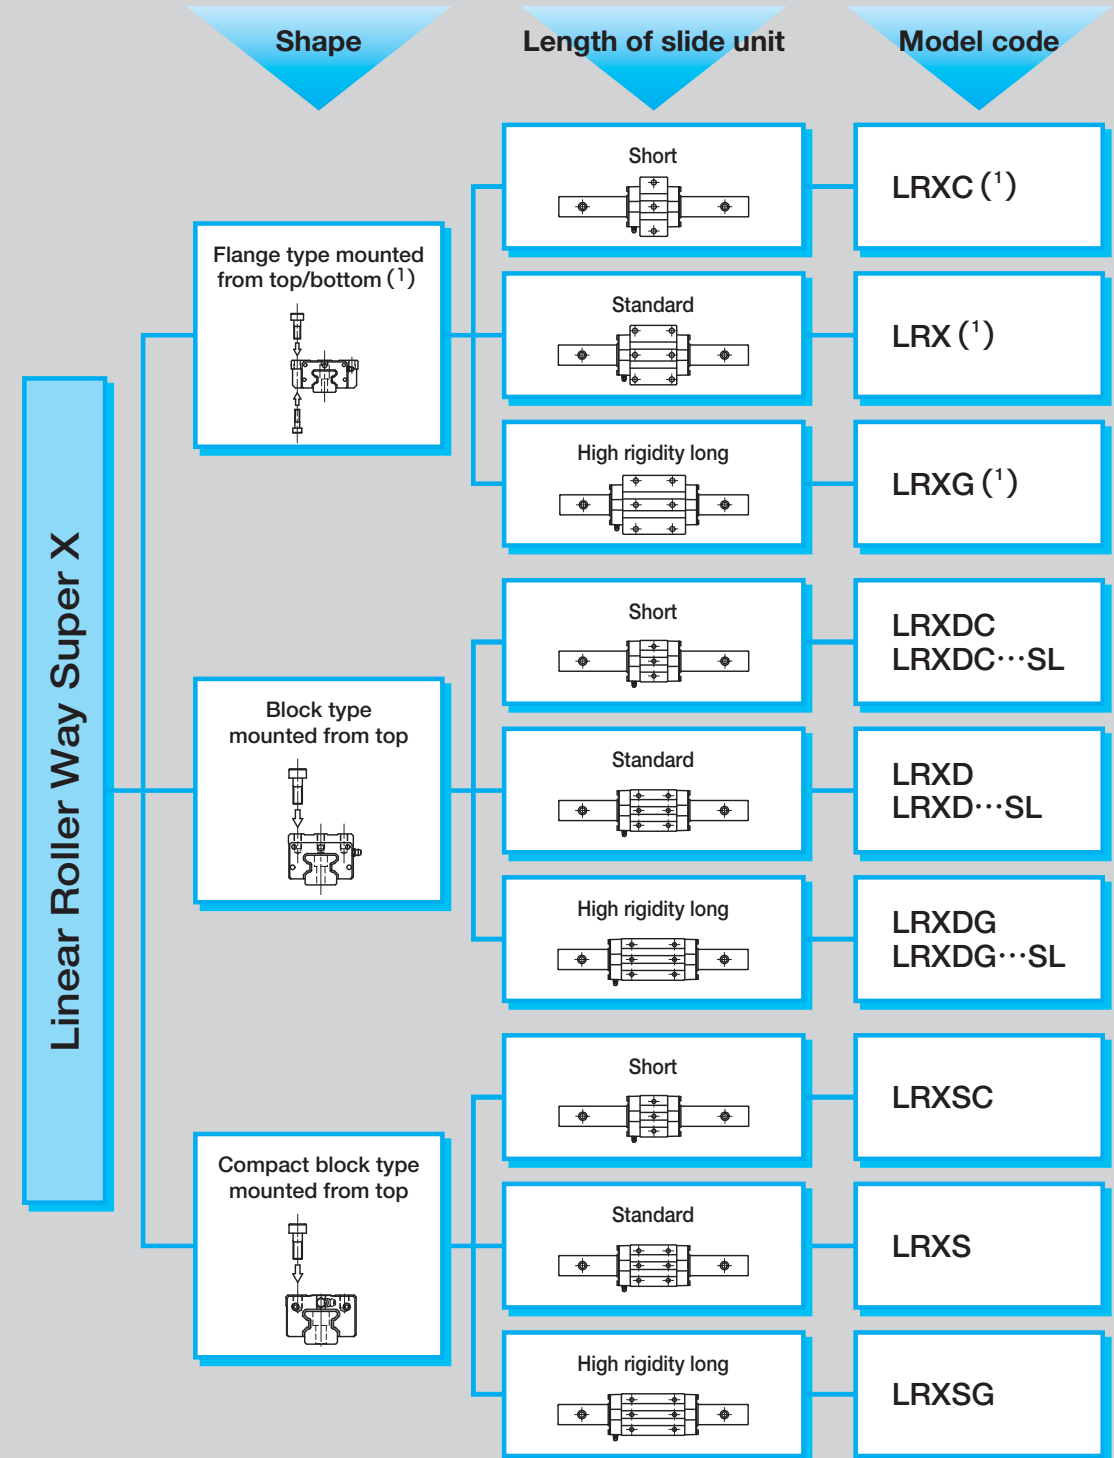 Shape
Length of slide unit
Model code
Linear Roller Way Super X
Flange type mounted
from top/bottom (1)
Short
LRXC (1)
Standard
LRX (1)
High rigidity long
LRXG (1)
Block type
mounted from top
Short
LRXDC
LRXDC···SL
Standard
LRXD
LRXD···SL
High rigidity long
LRXDG
LRXDG···SL
Compact block type
mounted from top
Short
LRXSC
Standard
LRXS
High rigidity long
LRXSG